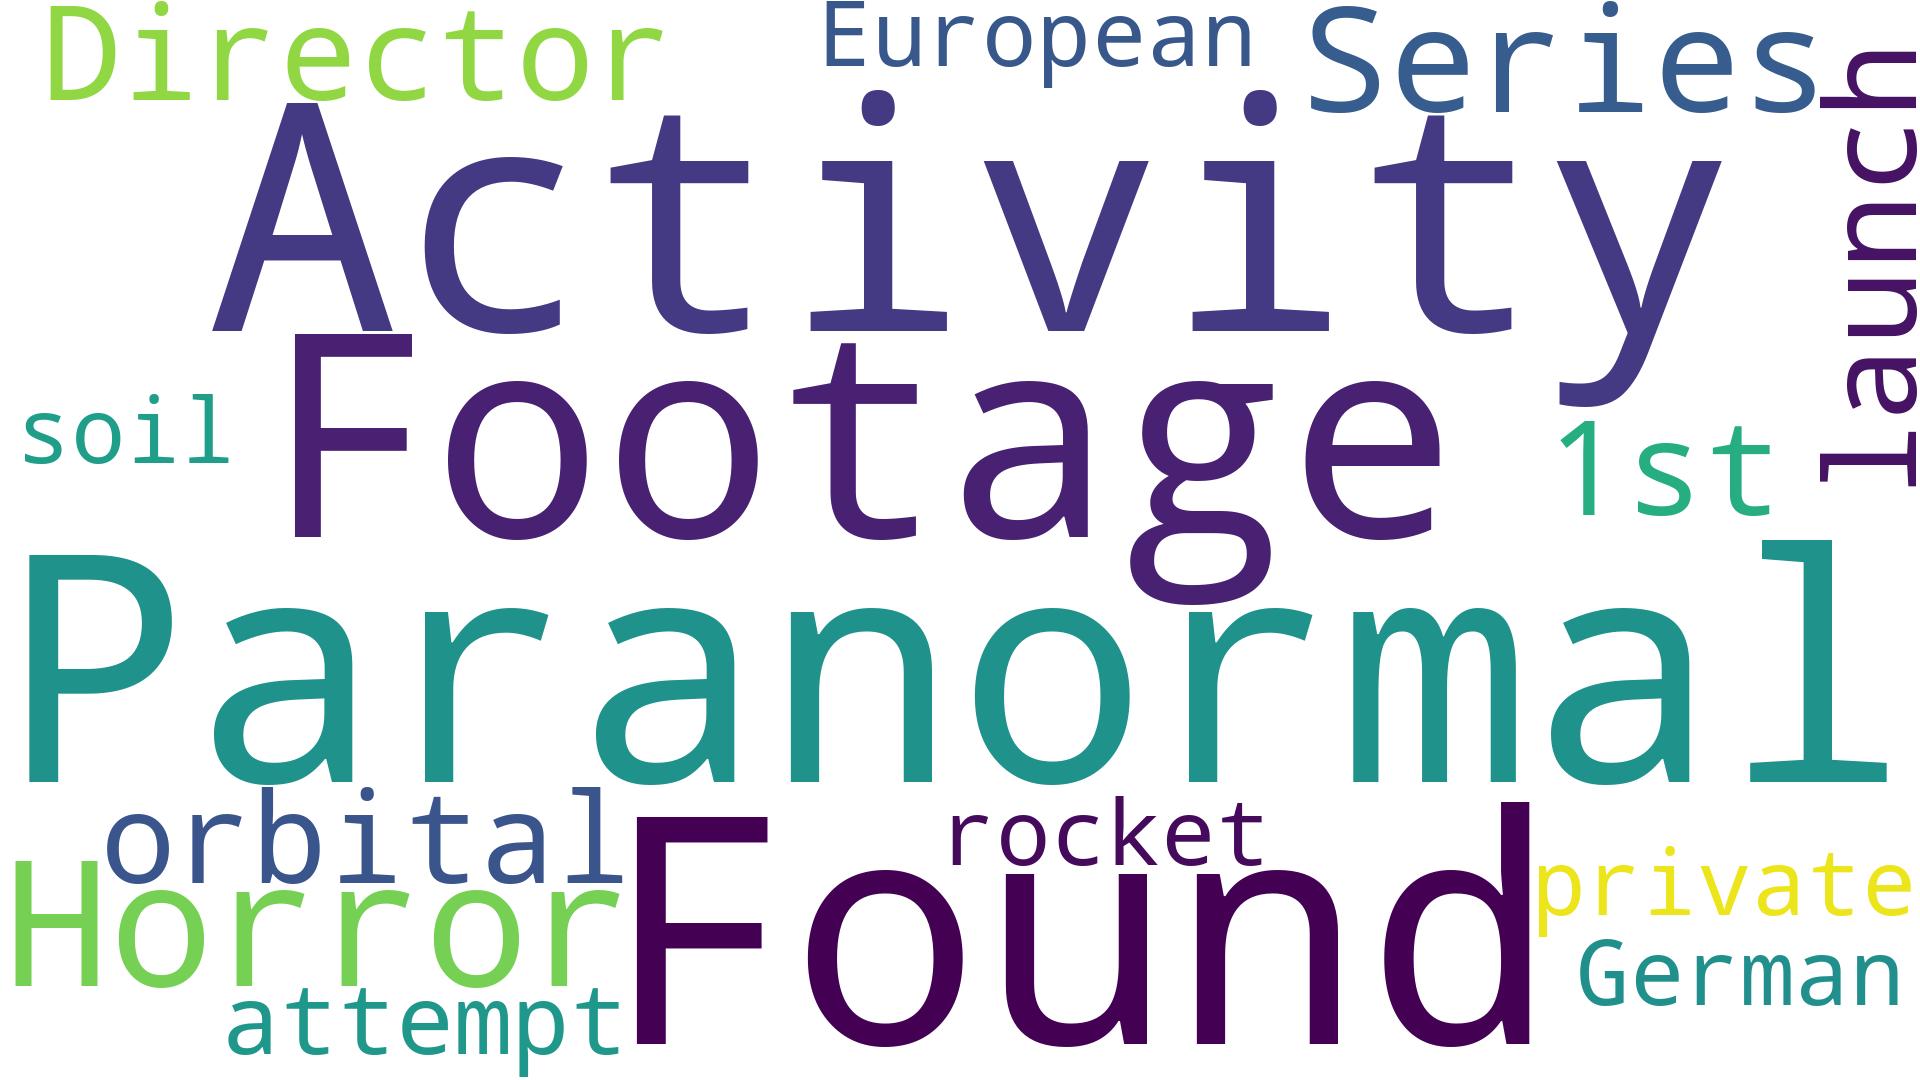 Director
European
Series
launch
Activity
Footage
soil
1st
Paranormal
orbital
rocket
Found
private
Horror
German
attempt